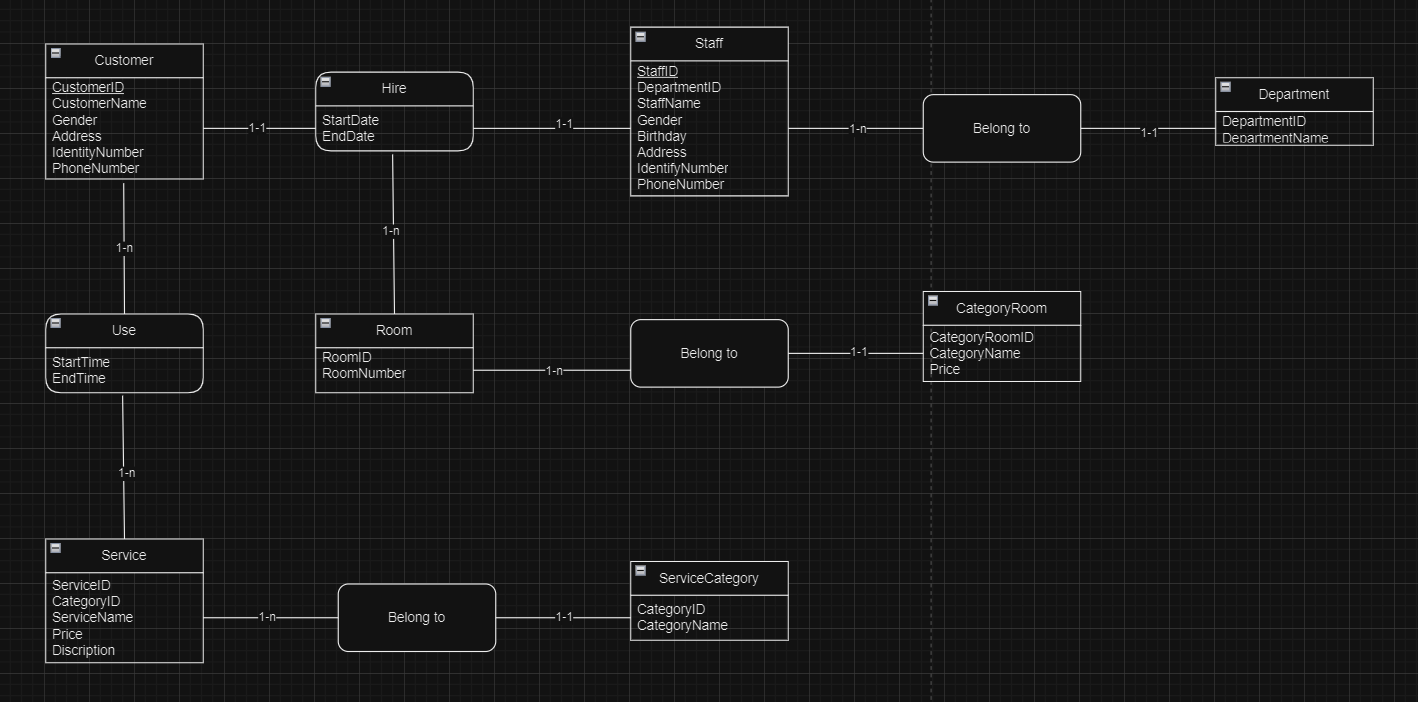 Customer
CustomerID
CustomerName
Gender
Address
IdentityNumber
PhoneNumber
1-1
Hire
StartDate
EndDate
1-1
Staff
StaffID
DepartmentID
StaffName
Gender
Birthday
Address
IdentifyNumber
PhoneNumber
1-n
Belong to
1-1
Department
DepartmentID
DepartmentName
1-n
1-n
Use
StartTime
EndTime
Room
RoomID
RoomNumber
1-n
Belong to
1-1
CategoryRoom
CategoryRoomID
CategoryName
Price
1-n
Service
ServiceID
CategoryID
ServiceName
Price
Discription
1-n
Belong to
1-1
ServiceCategory
CategoryID
CategoryName